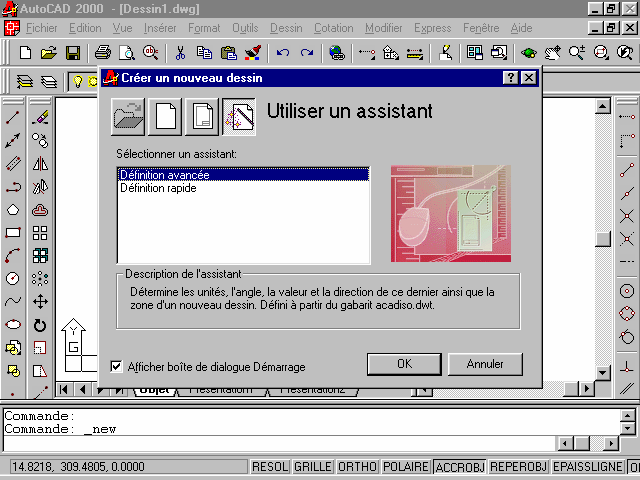 AutoCAD 2000 - [Dessin1.dwg]
Fichier Edition Vue Insérer Format Outils Dessin Cotation Modifier Express Fenêtre Aide
Créer un nouveau dessin
Utiliser un assistant
Sélectionner un assistant:
Définition avancée
Définition rapide
Description de l'assistant
Détermine les unités, l'angle, la valeur et la direction de ce dernier ainsi que la
zone d'un nouveau dessin. Défini à partir du gabarit acadiso.dwt.
Afficher boîte de dialogue Démarrage
OK
Annuler
Y
G
Objet Présentation1 Présentation2
Commande:
Commande: _new
14.8218, 309.4805, 0.0000
RESOL GRILLE ORTHO POLAIRE ACCROBJ REPEROBJ EPAISSLIGNE